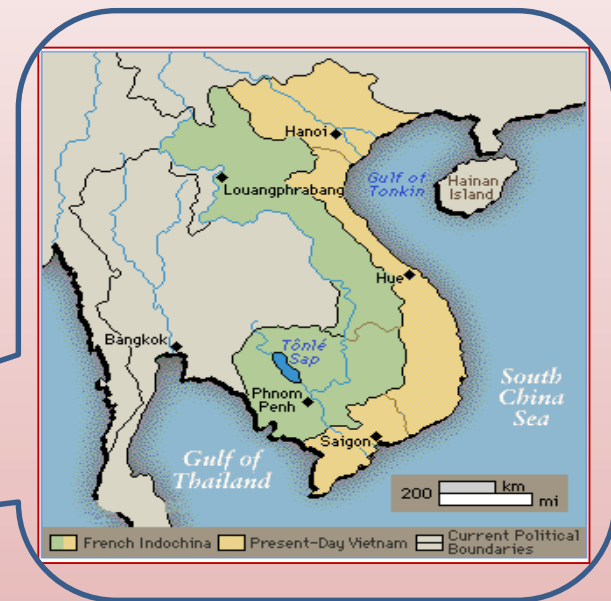 Hanoi
Louangphrabang
Gulf of
Tonkin
Hainan
Island
Hue
Bangkok
Tônlé
Sap
Phnom
Penh
Saigon
South
China
Sea
Gulf of
Thailand
200 km
mi
French Indochina Present-Day Vietnam Current Political
Boundaries